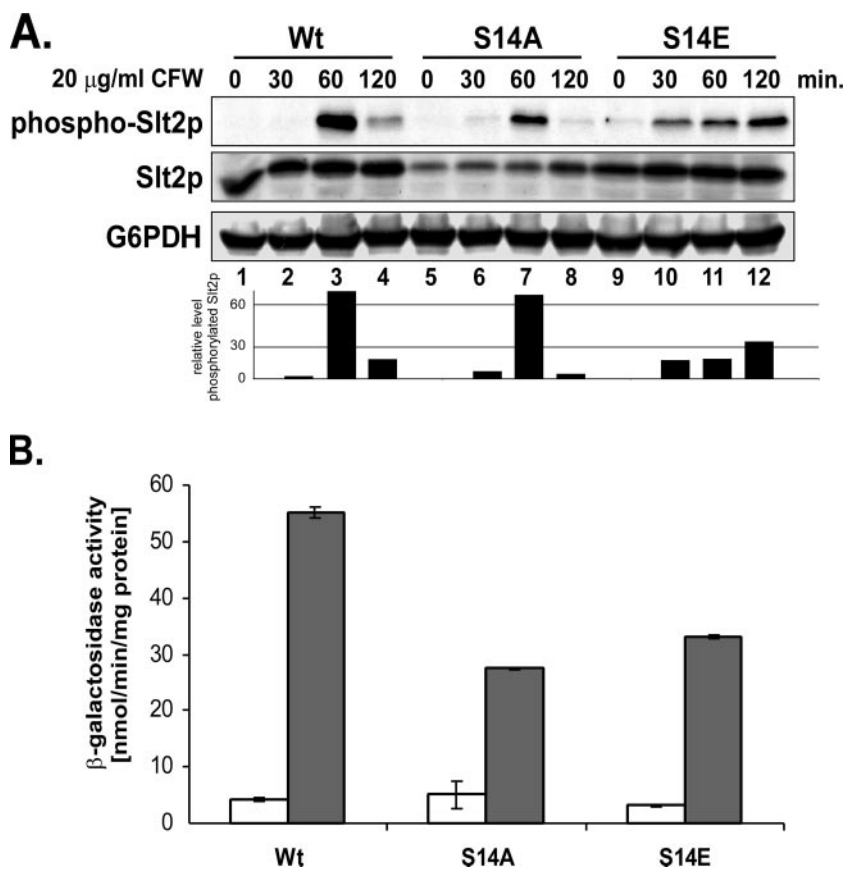 A.
Wt S14A S14E
20 μg/ml CFW 0 30 60 120 0 30 60 120 0 30 60 120 min.
phospho-Slt2p
Slt2p
G6PDH
1 2 3 4 5 6 7 8 9 10 11 12
relative level
phosphorylated Slt2p
60
30
0
B.
β-galactosidase activity
[nmol/min/mg protein]
60
50
40
30
20
10
0
Wt S14A S14E